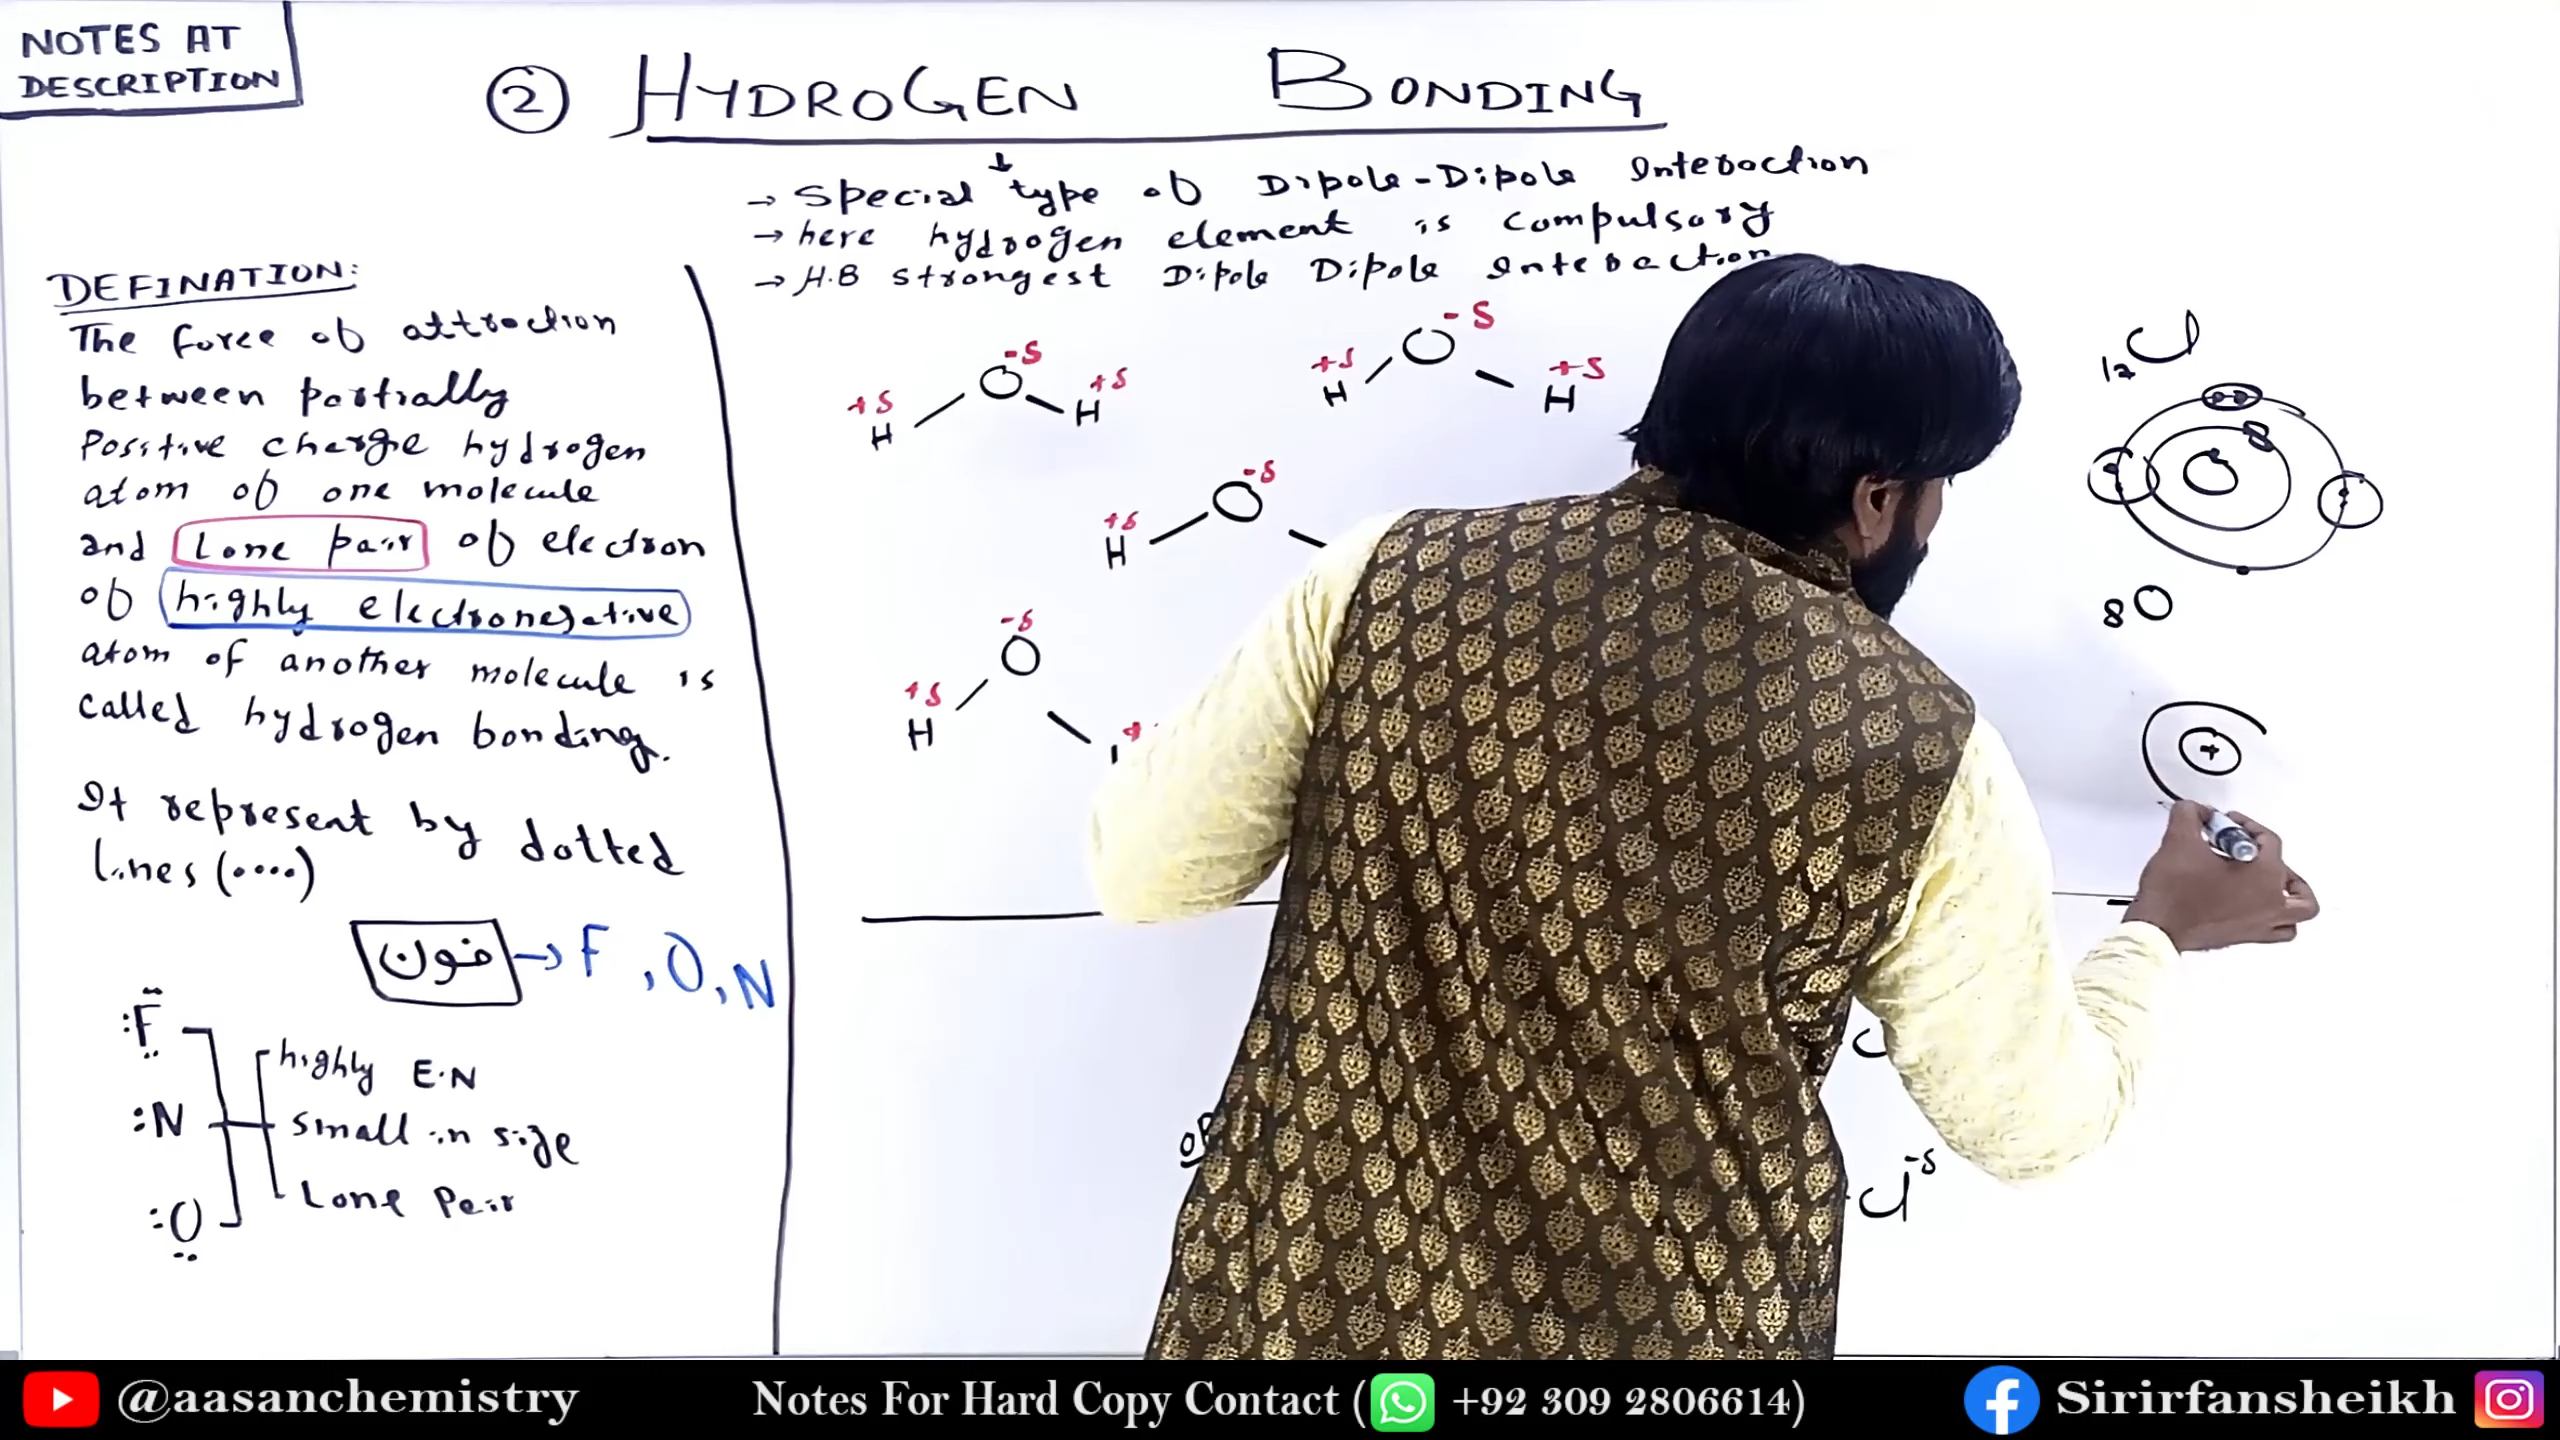 NOTES AT
DESCRIPTION
② HYDROGEN BONDING
→ Special type of Dipole-Dipole Interaction
→ here hydrogen element is compulsory
→ H.B strongest Dipole Dipole Interaction
DEFINATION:
The force of attraction
between partially
Positive charge hydrogen
atom of one molecule
and Lone pair of electron
of highly electronegative
atom of another molecule is
called hydrogen bonding.
It represent by dotted
lines (....)
فون → F, O, N
:F
:N
:O
highly E.N
Small in size
Lone Pair
-δ
O
+δ
H
+δ
H
-δ
O
+δ
H
+δ
H
-δ
O
+δ
H
-δ
O
+δ
H
+
17Cl
8
8O
+
Cl-δ
@aasanchemistry
Notes For Hard Copy Contact ( +92 309 2806614)
Sirirfansheikh